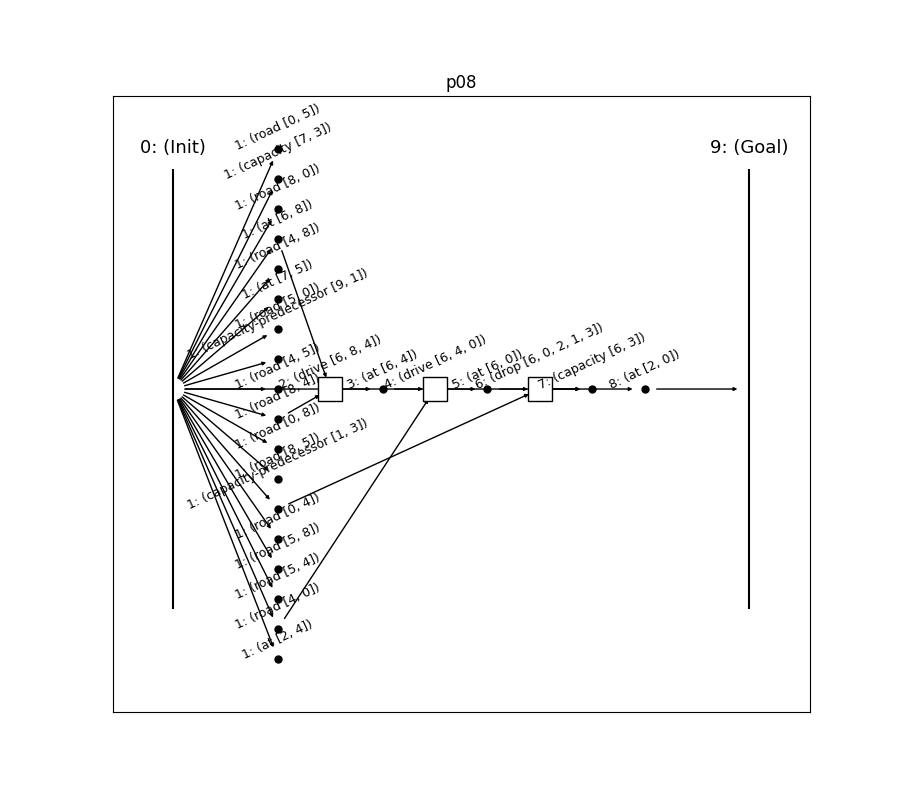 p08
0: (Init)
9: (Goal)
1: (road [0, 5])
1: (capacity [7, 3])
1: (road [8, 0])
1: (at [6, 8])
1: (road [4, 8])
1: (at [7, 5])
1: (road [5, 0])
1: (capacity-predecessor [9, 1])
1: (road [4, 5])
1: (road [8, 4])
1: (road [0, 8])
1: (road [8, 5])
1: (capacity-predecessor [1, 3])
1: (road [0, 4])
1: (road [5, 8])
1: (road [5, 4])
1: (road [4, 0])
1: (at [2, 4])
2: (drive [6, 8, 4])
3: (at [6, 4])
4: (drive [6, 4, 0])
5: (at [6, 0])
6: (drop [6, 0, 2, 1, 3])
7: (capacity [6, 3])
8: (at [2, 0])